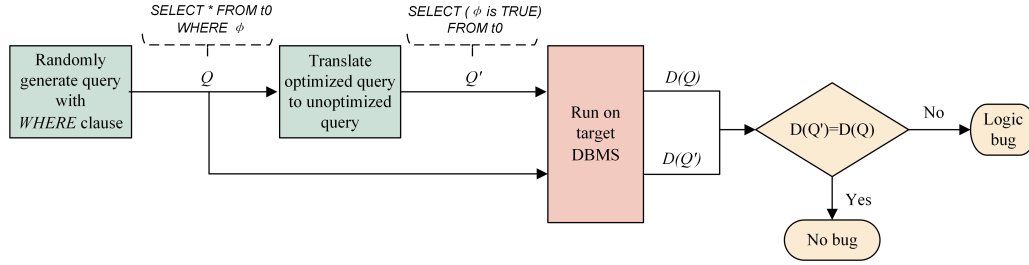 SELECT * FROM t0
WHERE ϕ
SELECT ( ϕ is TRUE)
FROM t0
Randomly
generate query
with
WHERE clause
Q
Translate
optimized query
to unoptimized
query
Q'
Run on
target
DBMS
D(Q)
D(Q')
D(Q')=D(Q)
No
Logic
bug
Yes
No bug